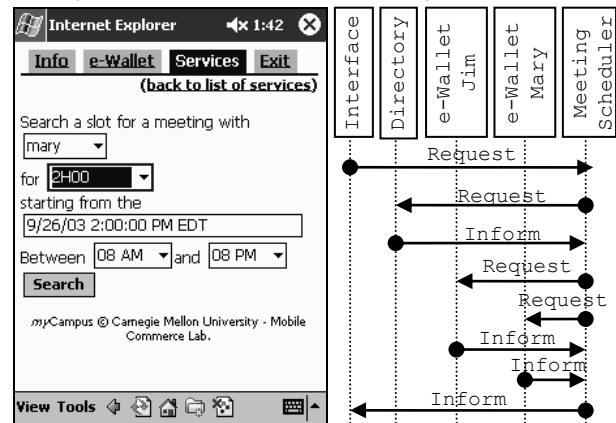 Internet Explorer 1:42
Info e-Wallet Services Exit
(back to list of services)
Search a slot for a meeting with
mary
for 2H00
starting from the
9/26/03 2:00:00 PM EDT
Between 08 AM and 08 PM
Search
myCampus © Carnegie Mellon University - Mobile
Commerce Lab.
View Tools
Interface
Directory
e-Wallet
Jim
e-Wallet
Mary
Meeting
Scheduler
Request
Request
Inform
Request
Request
Inform
Inform
Inform